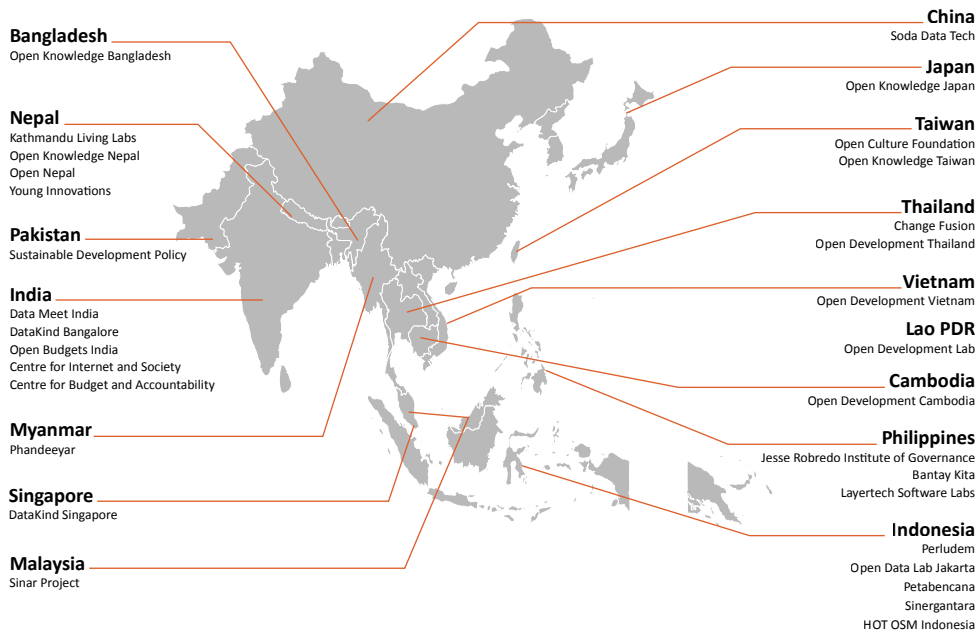 Bangladesh
Open Knowledge Bangladesh
Nepal
Kathmandu Living Labs
Open Knowledge Nepal
Open Nepal
Young Innovations
Pakistan
Sustainable Development Policy
India
Data Meet India
DataKind Bangalore
Open Budgets India
Centre for Internet and Society
Centre for Budget and Accountability
Myanmar
Phandeeyar
Singapore
DataKind Singapore
Malaysia
Sinar Project
China
Soda Data Tech
Japan
Open Knowledge Japan
Taiwan
Open Culture Foundation
Open Knowledge Taiwan
Thailand
Change Fusion
Open Development Thailand
Vietnam
Open Development Vietnam
Lao PDR
Open Development Lab
Cambodia
Open Development Cambodia
Philippines
Jesse Robredo Institute of Governance
Bantay Kita
Layertech Software Labs
Indonesia
Perludem
Open Data Lab Jakarta
Petabencana
Sinergantara
HOT OSM Indonesia